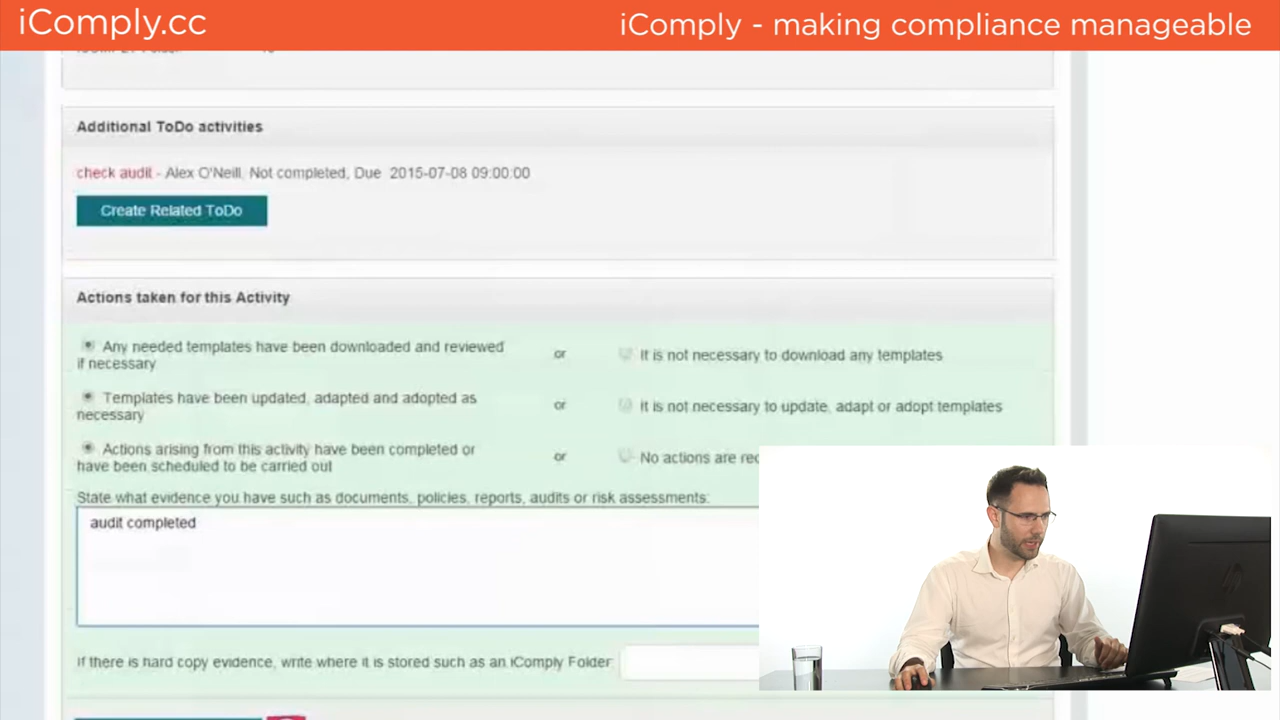 iComply.cc
iComply - making compliance manageable
Additional ToDo activities
check audit - Alex O'Neill, Not completed, Due 2015-07-08 09:00:00
Create Related ToDo
Actions taken for this Activity
Any needed templates have been downloaded and reviewed
if necessary
or
It is not necessary to download any templates
Templates have been updated, adapted and adopted as
necessary
or
It is not necessary to update, adapt or adopt templates
Actions arising from this activity have been completed or
have been scheduled to be carried out
or
No actions are
State what evidence you have such as documents, policies, reports, audits or risk assessments:
audit completed
If there is hard copy evidence, write where it is stored such as an iComply Folder: